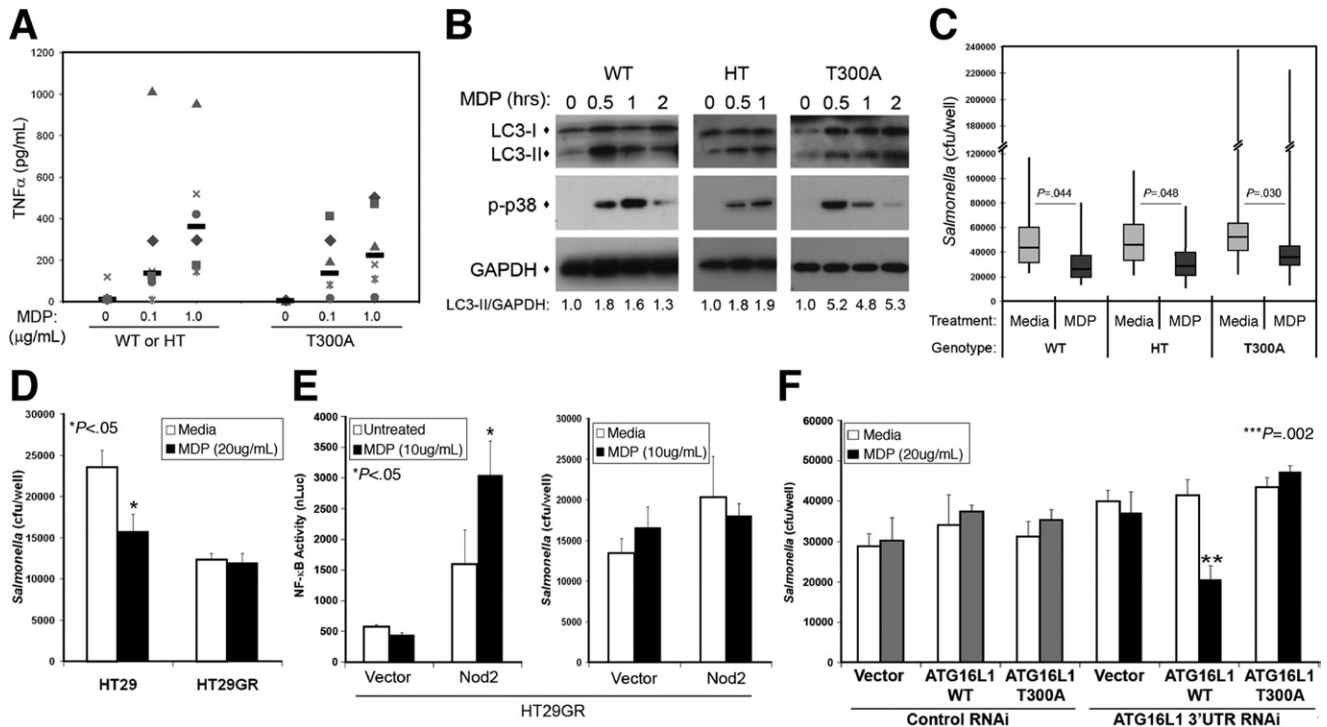 A
1200
1000
800
600
400
200
0
TNFα (pg/mL)
MDP: 0 0.1 1.0 0 0.1 1.0
(µg/mL)
WT or HT T300A
B
WT HT T300A
MDP (hrs): 0 0.5 1 2 0 0.5 1 0 0.5 1 2
LC3-I
LC3-II
p-p38
GAPDH
LC3-II/GAPDH: 1.0 1.8 1.6 1.3 1.0 1.8 1.9 1.0 5.2 4.8 5.3
C
240000
220000
200000
180000
160000
120000
100000
80000
60000
40000
20000
0
Salmonella (cfu/well)
P=.044 P=.048 P=.030
Treatment: Media MDP Media MDP Media MDP
Genotype: WT HT T300A
D
30000
25000
20000
15000
10000
5000
0
Salmonella (cfu/well)
*P<.05
Media
MDP (20ug/mL)
*
HT29 HT29GR
E
4000
3500
3000
2500
2000
1500
1000
500
0
NF-κB Activity (nLuc)
Untreated
MDP (10ug/mL)
*P<.05
*
Vector Nod2
30000
25000
20000
15000
10000
5000
0
Salmonella (cfu/well)
Media
MDP (10ug/mL)
Vector Nod2
HT29GR
F
60000
50000
40000
30000
20000
10000
0
Salmonella (cfu/well)
Media
MDP (20ug/mL)
***P=.002
**
Vector ATG16L1 ATG16L1 Vector ATG16L1 ATG16L1
WT T300A WT T300A
Control RNAi ATG16L1 3'UTR RNAi